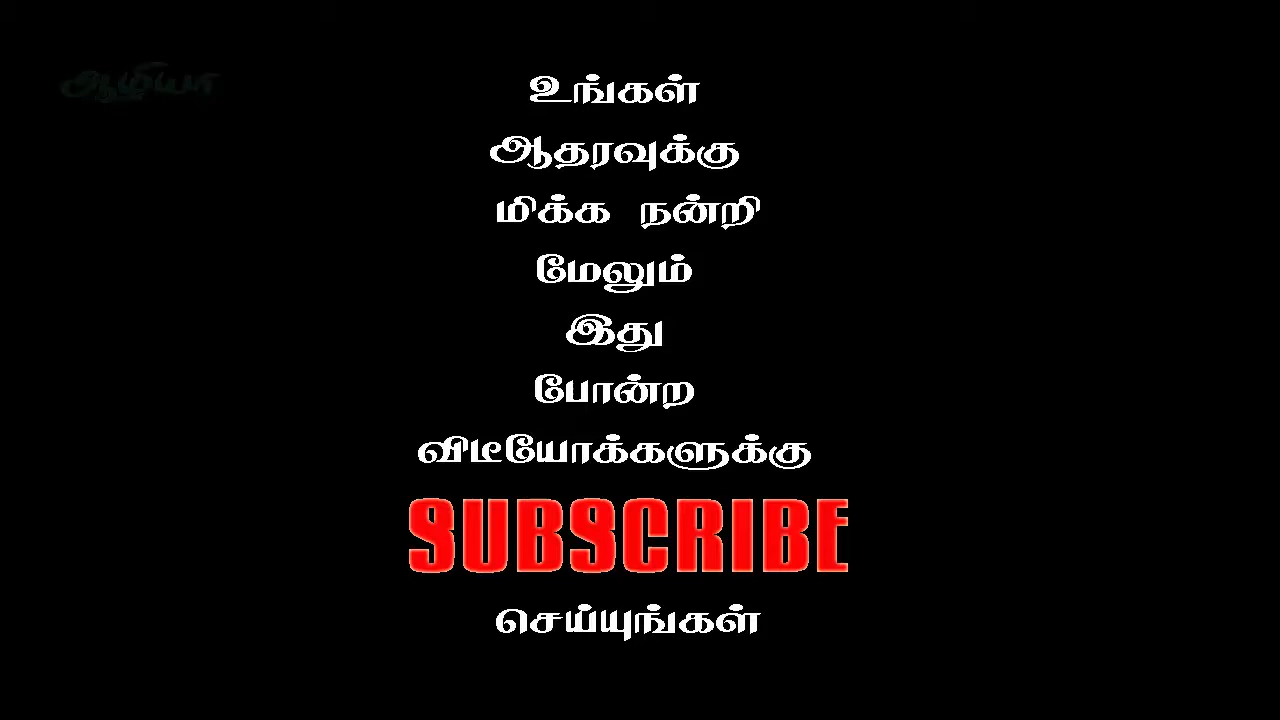 உங்கள்
ஆதரவுக்கு
மிக்க நன்றி
மேலும்
இது
போன்ற
விடீயோக்களுக்கு
SUBSCRIBE
செய்யுங்கள்